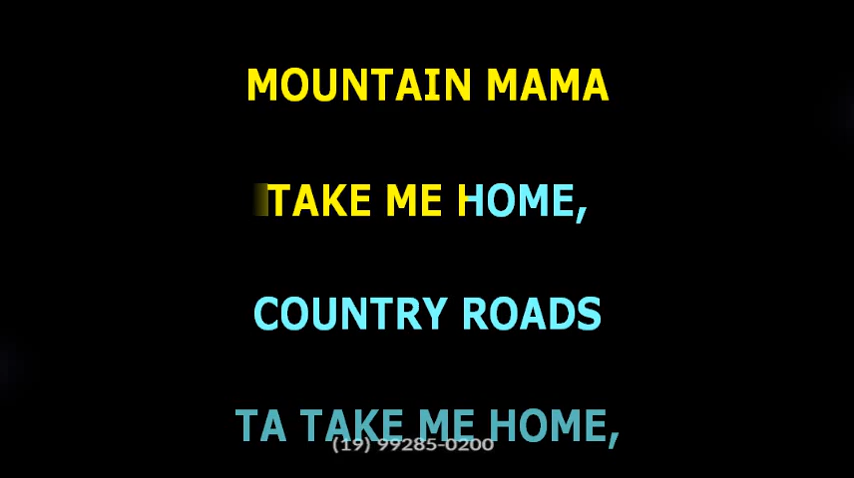 MOUNTAIN MAMA
TAKE ME HOME,
COUNTRY ROADS
TA TAKE ME HOME,
(19) 99285-0200